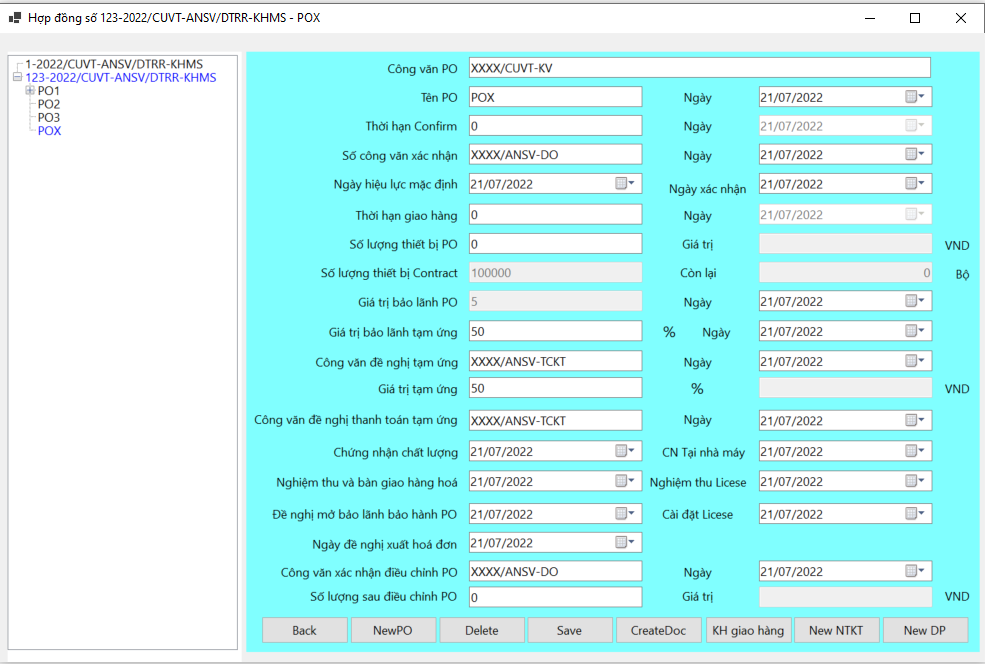 Hợp đồng số 123-2022/CUVT-ANSV/DTRR-KHMS - POX
1-2022/CUVT-ANSV/DTRR-KHMS
123-2022/CUVT-ANSV/DTRR-KHMS
PO1
PO2
PO3
POX
Công văn PO XXXX/CUVT-KV
Tên PO POX Ngày 21/07/2022
Thời hạn Confirm 0 Ngày 21/07/2022
Số công văn xác nhận XXXX/ANSV-DO Ngày 21/07/2022
Ngày hiệu lực mặc định 21/07/2022 Ngày xác nhận 21/07/2022
Thời hạn giao hàng 0 Ngày 21/07/2022
Số lượng thiết bị PO 0 Giá trị VND
Số lượng thiết bị Contract 100000 Còn lại 0 Bộ
Giá trị bảo lãnh PO 5 Ngày 21/07/2022
Giá trị bảo lãnh tạm ứng 50 % Ngày 21/07/2022
Công văn đề nghị tạm ứng XXXX/ANSV-TCKT Ngày 21/07/2022
Giá trị tạm ứng 50 % VND
Công văn đề nghị thanh toán tạm ứng XXXX/ANSV-TCKT Ngày 21/07/2022
Chứng nhận chất lượng 21/07/2022 CN Tại nhà máy 21/07/2022
Nghiệm thu và bàn giao hàng hoá 21/07/2022 Nghiệm thu Licese 21/07/2022
Đề nghị mở bảo lãnh bảo hành PO 21/07/2022 Cài đặt Licese 21/07/2022
Ngày đề nghị xuất hoá đơn 21/07/2022
Công văn xác nhận điều chỉnh PO XXXX/ANSV-DO Ngày 21/07/2022
Số lượng sau điều chỉnh PO 0 Giá trị VND
Back NewPO Delete Save CreateDoc KH giao hàng New NTKT New DP